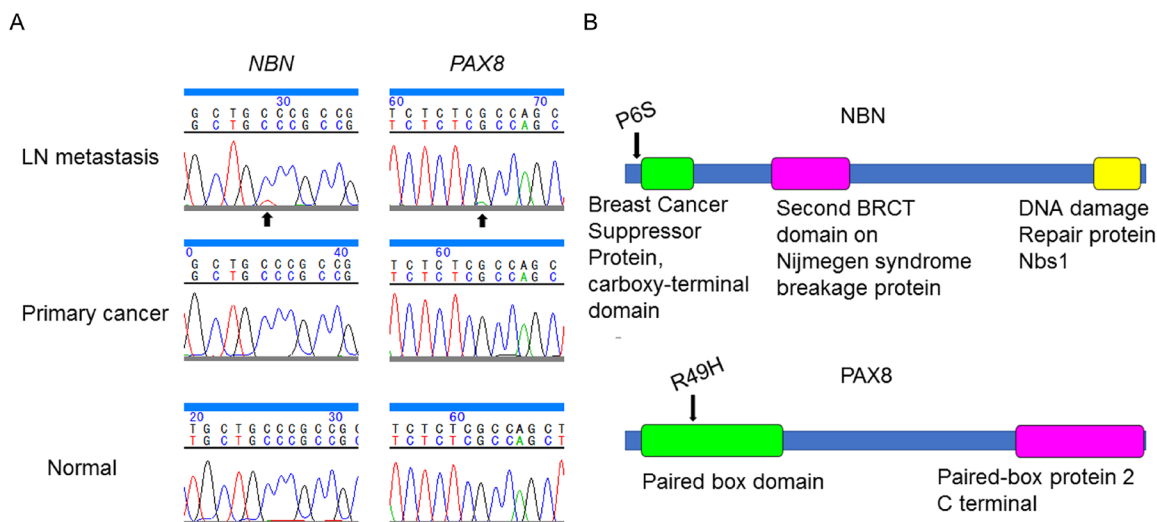 A
B
NBN
PAX8
LN metastasis
30
G C T G C C C G C C G
G C T G C C C G C C G
60 70
T C T C T C G C C A G C
T C T C T C G C C A G C
Primary cancer
0 40
G C T G C C C G C C G
G C T G C C C G C C G
60
T C T C T C G C C A G C
T C T C T C G C C A G C
Normal
20 30
T G C T G C C C G C C G C
T G C T G C C C G C C G C
60
T C T C T C G C C A G C T
T C T C T C G C C A G C T
P6S
NBN
Breast Cancer
Suppressor
Protein,
carboxy-terminal
domain
Second BRCT
domain on
Nijmegen syndrome
breakage protein
DNA damage
Repair protein
Nbs1
R49H
PAX8
Paired box domain
Paired-box protein 2
C terminal